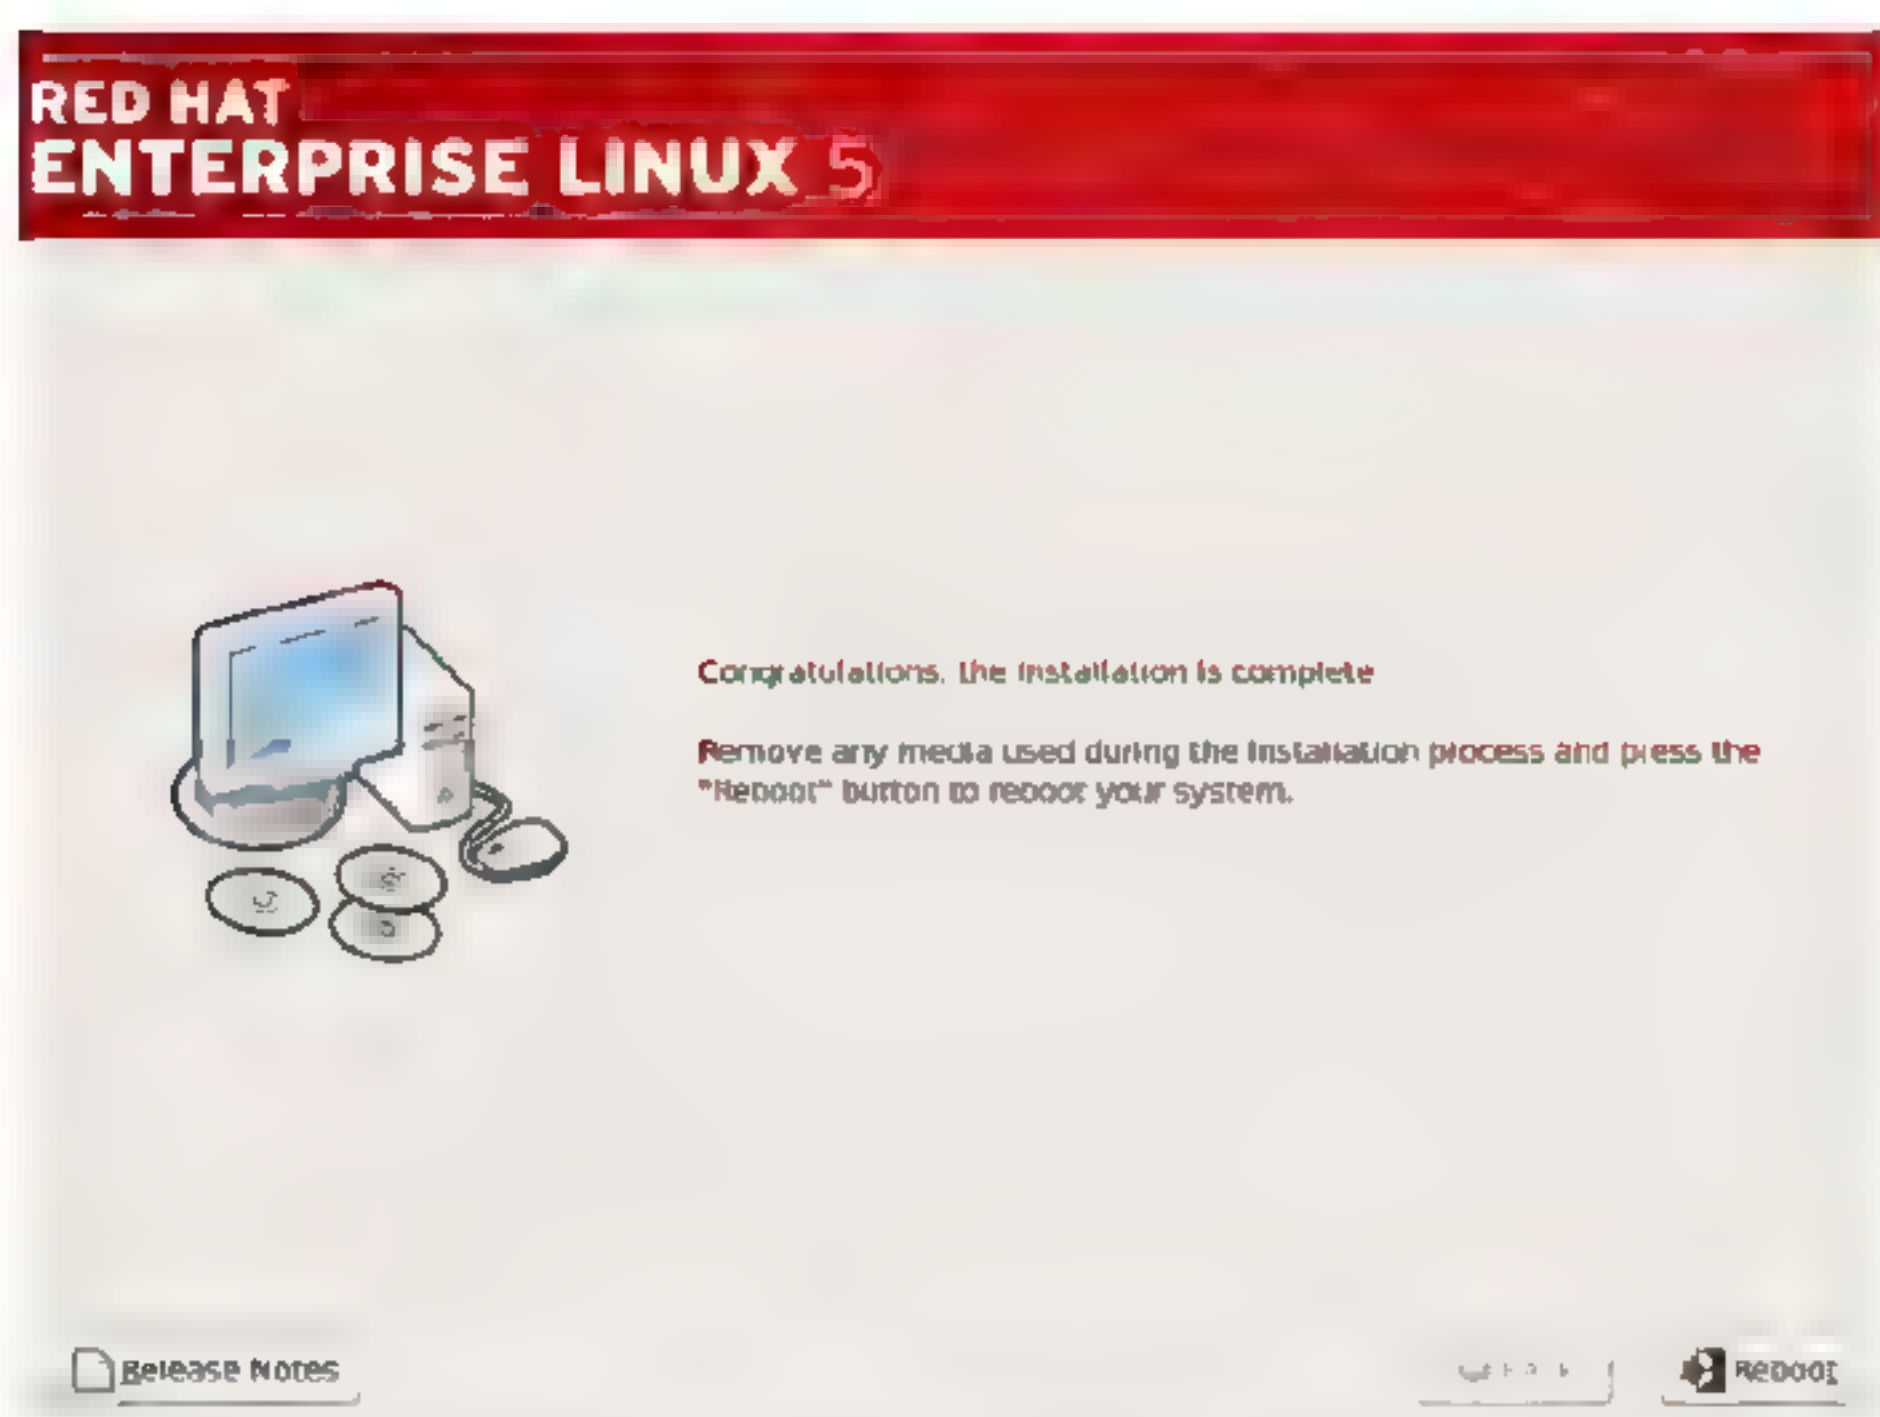 RED HAT
ENTERPRISE LINUX 5
Congratulations, the installation is complete
Remove any media used during the installation process and press the
"Reboot" button to reboot your system.
Release Notes
Reboot